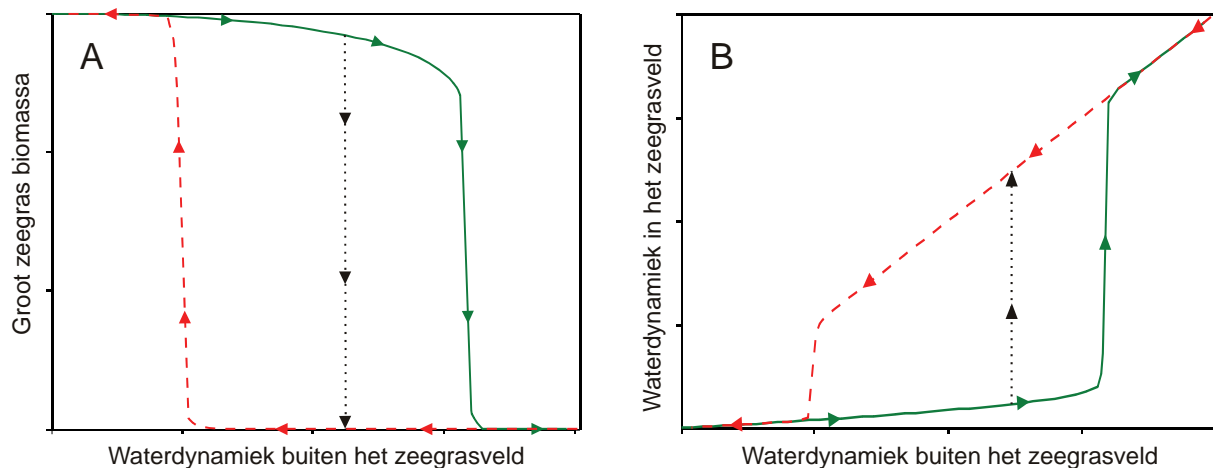 A
Groot zeegras biomassa
Waterdynamiek buiten het zeegrasveld
B
Waterdynamiek in het zeegrasveld
Waterdynamiek buiten het zeegrasveld